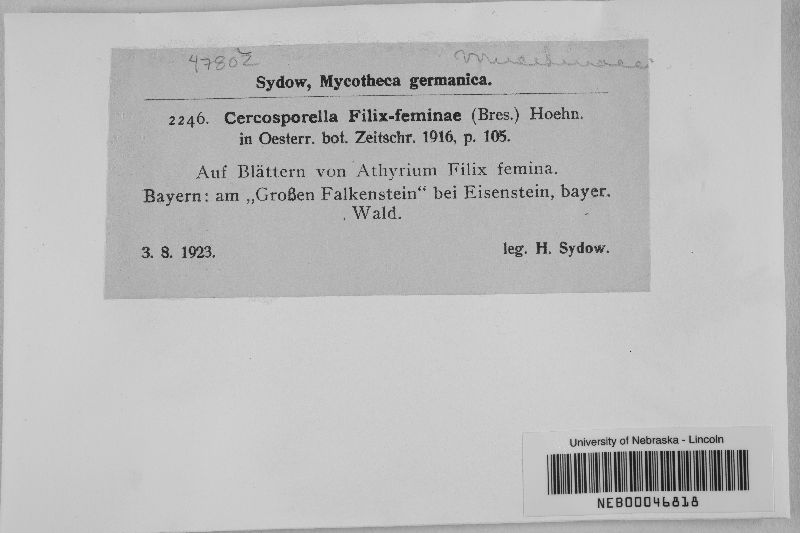 47802
Sydow, Mycotheca germanica.
2246. Cercosporella Filix-feminae (Bres.) Hoehn.
in Oesterr. bot. Zeitschr. 1916, p. 105.
Auf Blättern von Athyrium Filix femina.
Bayern: am „Großen Falkenstein“ bei Eisenstein, bayer.
Wald.
3. 8. 1923. leg. H. Sydow.
University of Nebraska - Lincoln
NEB00046818